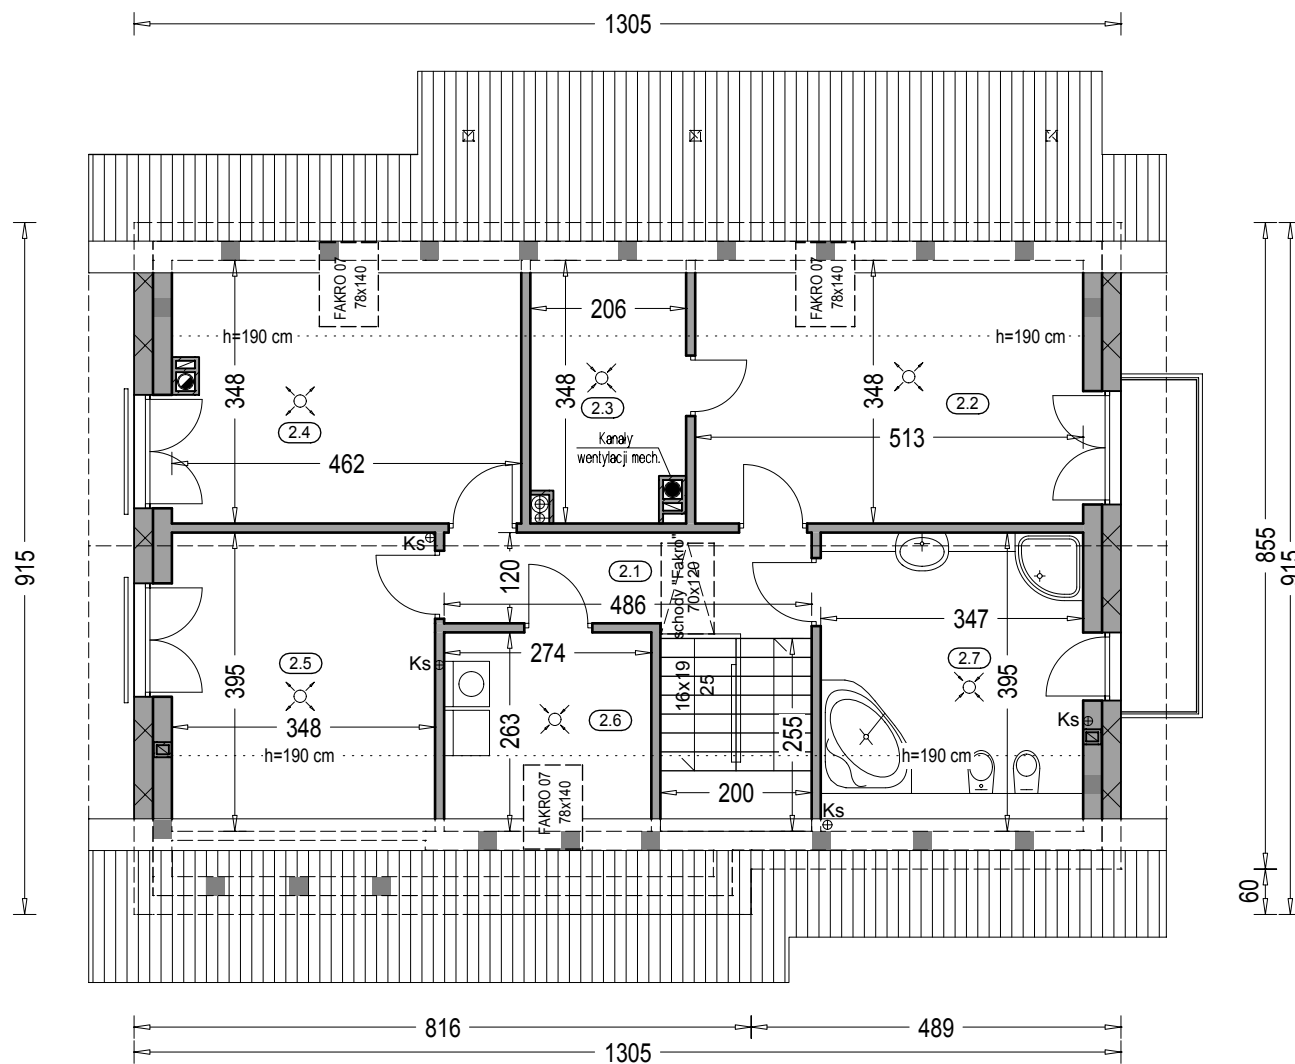 1305
FAKRO 07
78x140
FAKRO 07
78x140
206
h=190 cm
h=190 cm
348
348
348
2.3
2.2
2.4
Kanały
wentylacji mech.
513
462
915
855
915
Ks
120
2.1
schody "Fakro"
70x120
486
347
274
Ks
2.5
395
348
263
2.6
16x19
25
255
2.7
395
Ks
h=190 cm
h=190 cm
FAKRO 07
78x140
200
Ks
60
816
489
1305